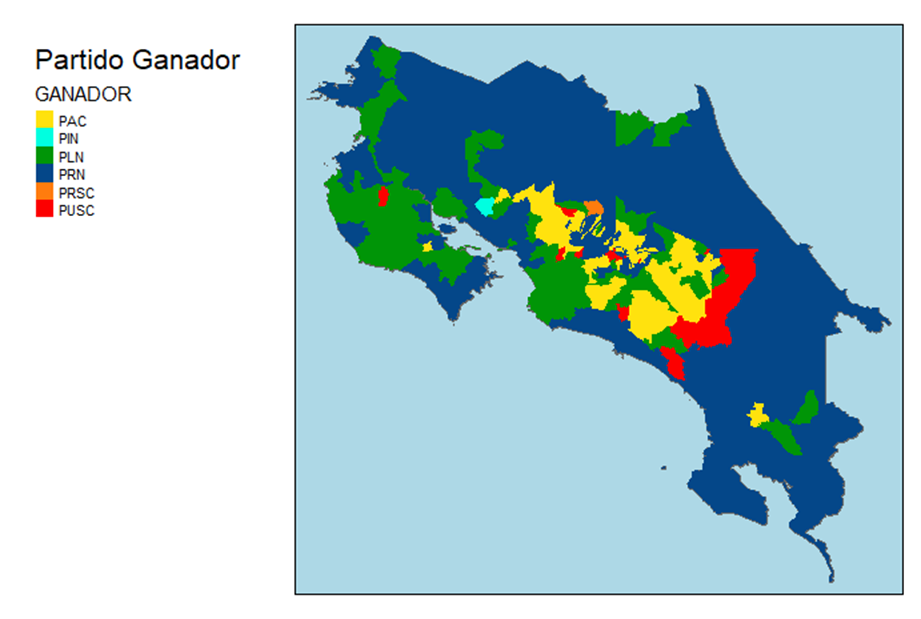 Partido Ganador
GANADOR
PAC
PIN
PLN
PRN
PRSC
PUSC